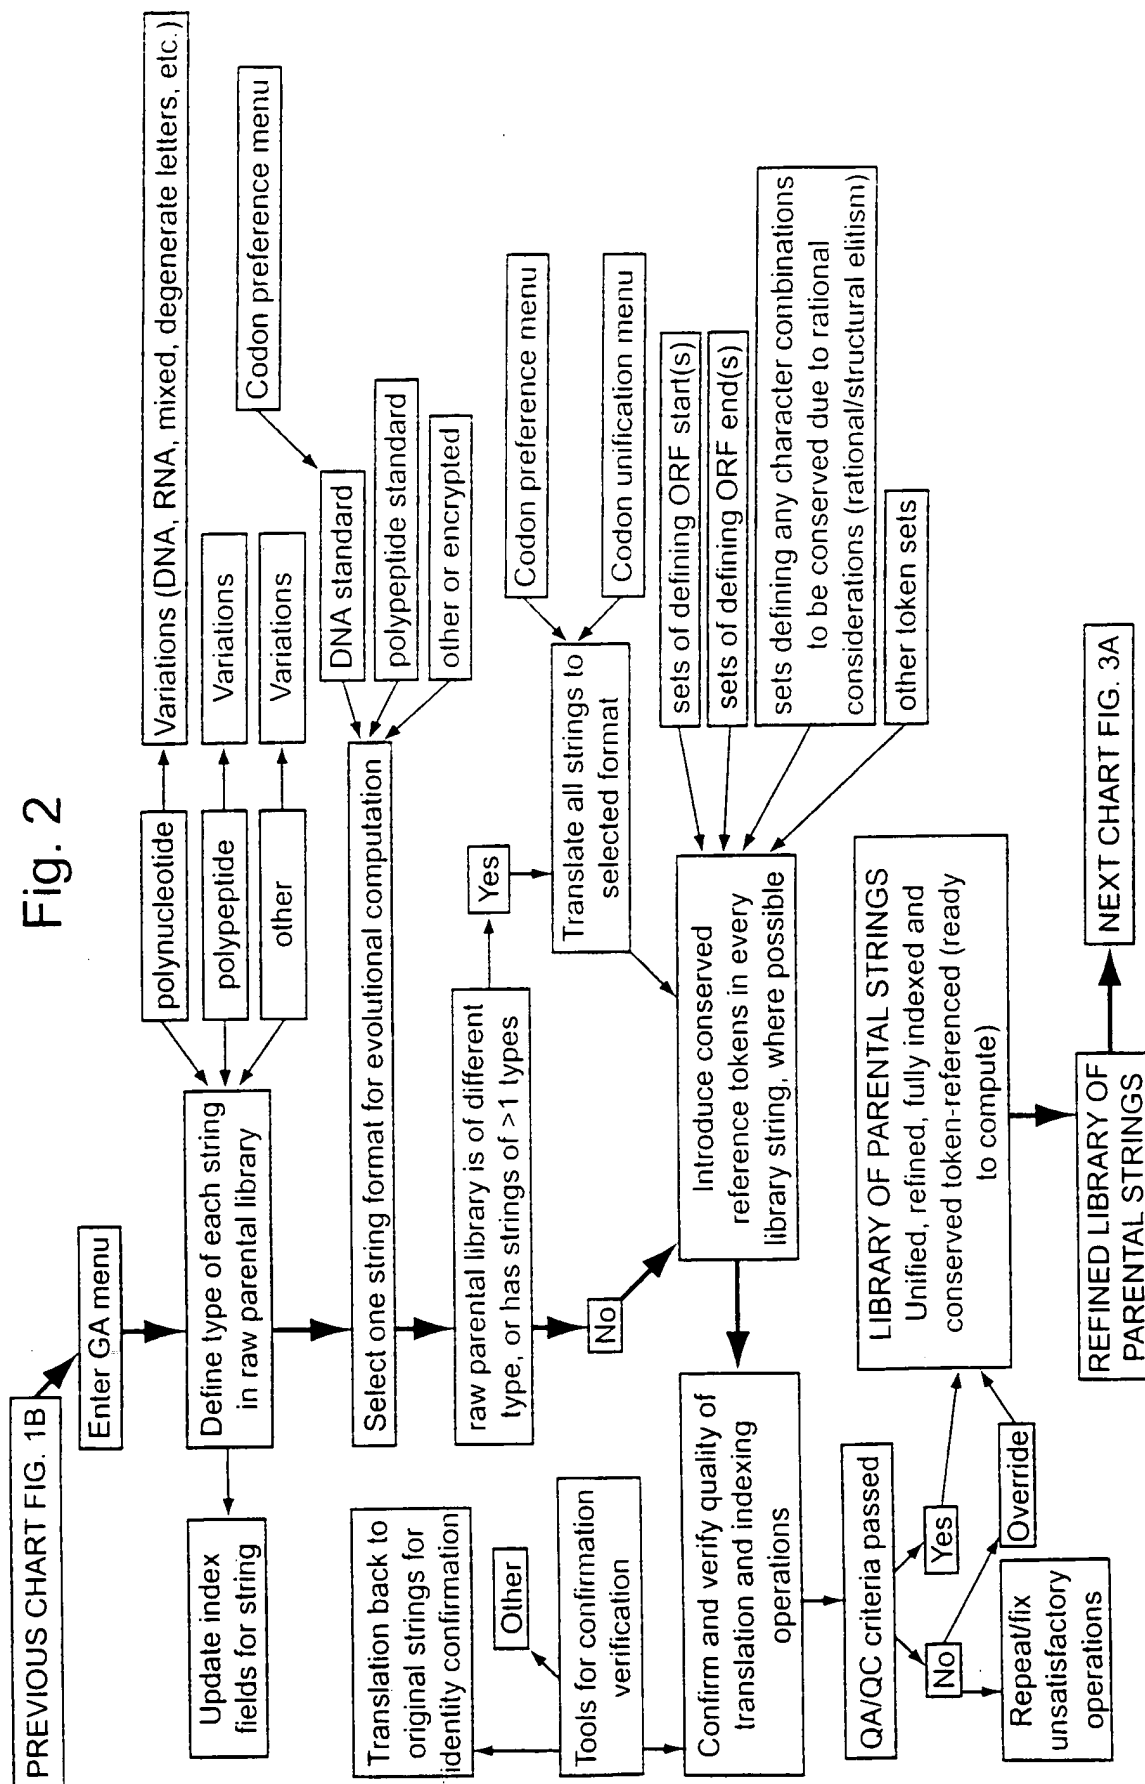 Fig. 2
PREVIOUS CHART FIG. 1B
Enter GA menu
Define type of each string
in raw parental library
Update index
fields for string
polynucleotide
polypeptide
other
Variations (DNA, RNA, mixed, degenerate letters, etc.)
Variations
Variations
Select one string format for evolutional computation
DNA standard
polypeptide standard
other or encrypted
Codon preference menu
raw parental library is of different
type, or has strings of >1 types
Yes
No
Translate all strings to
selected format
Codon preference menu
Codon unification menu
Introduce conserved
reference tokens in every
library string, where possible
sets of defining ORF start(s)
sets of defining ORF end(s)
sets defining any character combinations
to be conserved due to rational
considerations (rational/structural elitism)
other token sets
Translation back to
original strings for
identity confirmation
Other
Tools for confirmation
verification
Confirm and verify quality of
translation and indexing
operations
QA/QC criteria passed
Yes
No
Override
Repeat/fix
unsatisfactory
operations
LIBRARY OF PARENTAL STRINGS
Unified, refined, fully indexed and
conserved token-referenced (ready
to compute)
REFINED LIBRARY OF
PARENTAL STRINGS
NEXT CHART FIG. 3A